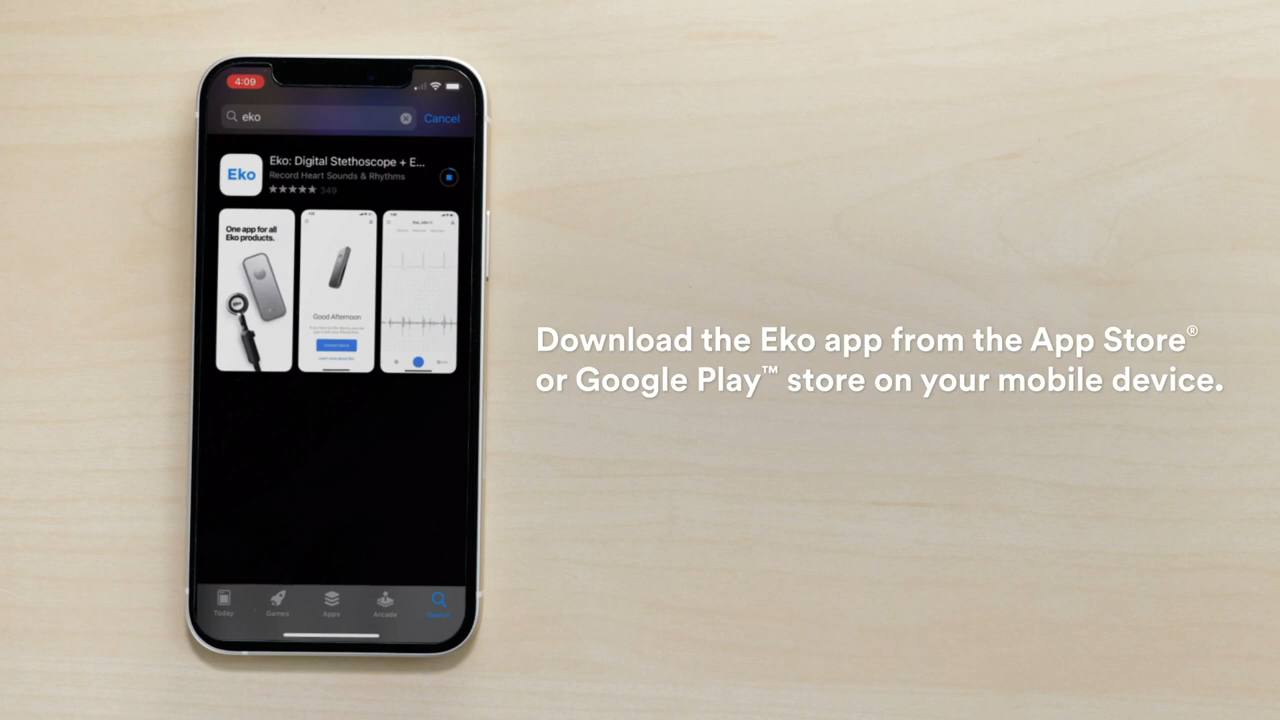 4:09
eko
Cancel
Eko
Eko: Digital Stethoscope + E...
Record Heart Sounds & Rhythms
349
One app for all
Eko products.
Eko
Good Afternoon
Download the Eko app from the App Store®
or Google Play™ store on your mobile device.
Today
Games
Apps
Arcade
Search